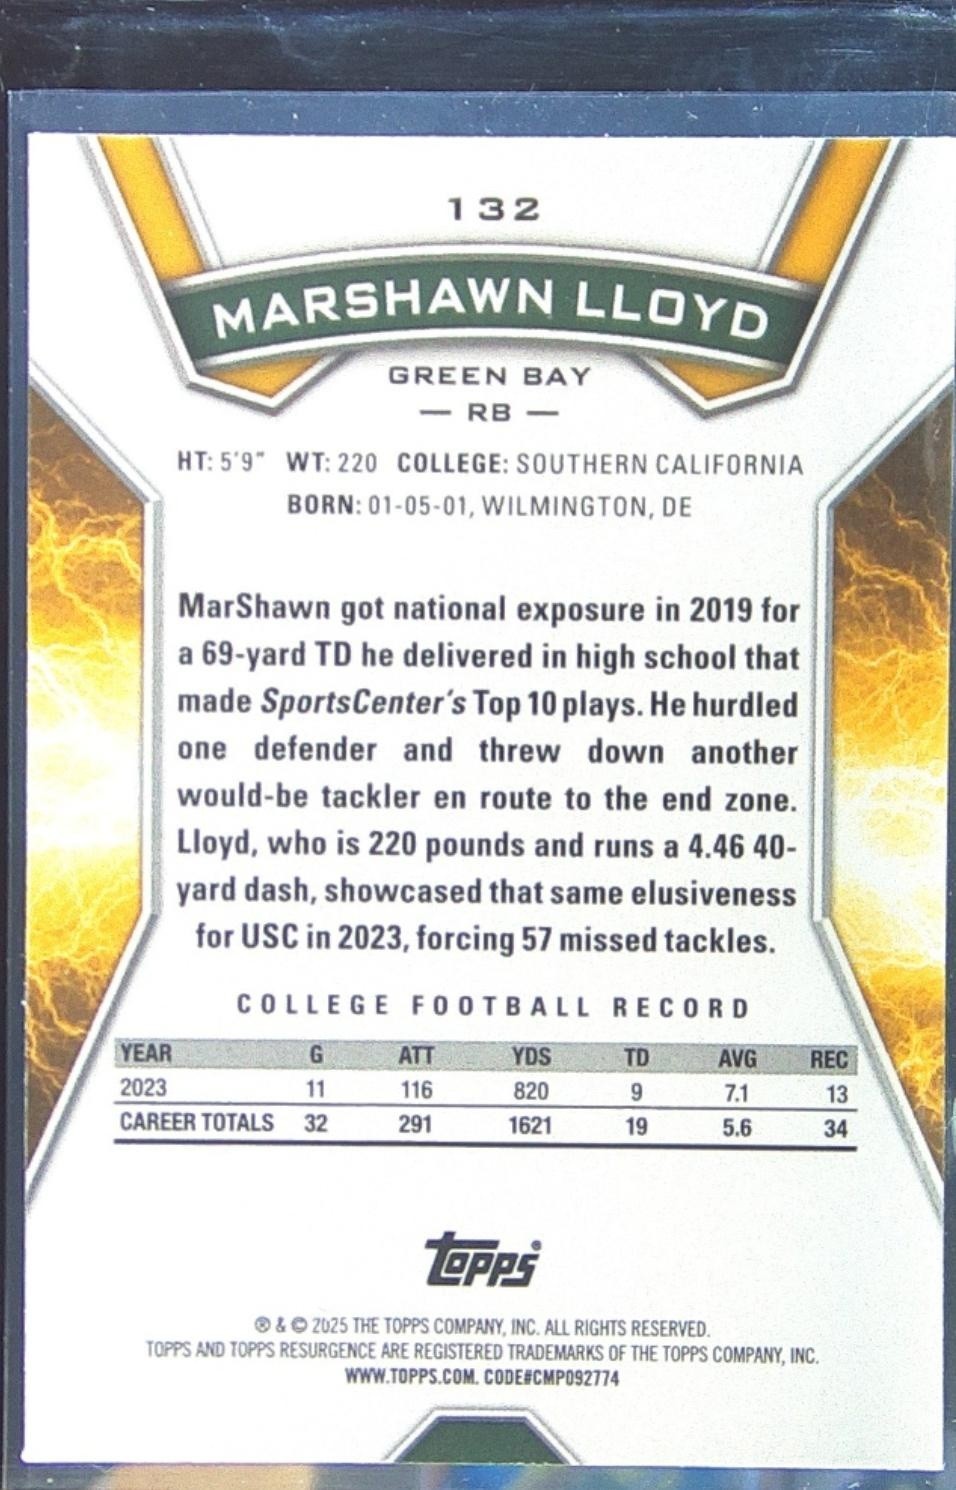 132
MARSHAWN LLOYD
GREEN BAY
— RB —
HT: 5'9" WT: 220 COLLEGE: SOUTHERN CALIFORNIA
BORN: 01-05-01, WILMINGTON, DE
MarShawn got national exposure in 2019 for
a 69-yard TD he delivered in high school that
made SportsCenter's Top 10 plays. He hurdled
one defender and threw down another
would-be tackler en route to the end zone.
Lloyd, who is 220 pounds and runs a 4.46 40-
yard dash, showcased that same elusiveness
for USC in 2023, forcing 57 missed tackles.
COLLEGE FOOTBALL RECORD
YEAR G ATT YDS TD AVG REC
2023 11 116 820 9 7.1 13
CAREER TOTALS 32 291 1621 19 5.6 34
Topps®
® & © 2025 THE TOPPS COMPANY, INC. ALL RIGHTS RESERVED.
TOPPS AND TOPPS RESURGENCE ARE REGISTERED TRADEMARKS OF THE TOPPS COMPANY, INC.
WWW.TOPPS.COM. CODE#CMP092774